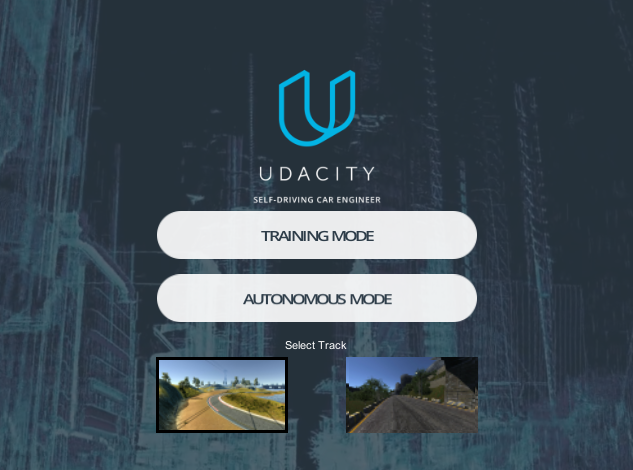 UDACITY
SELF-DRIVING CAR ENGINEER
TRAINING MODE
AUTONOMOUS MODE
Select Track